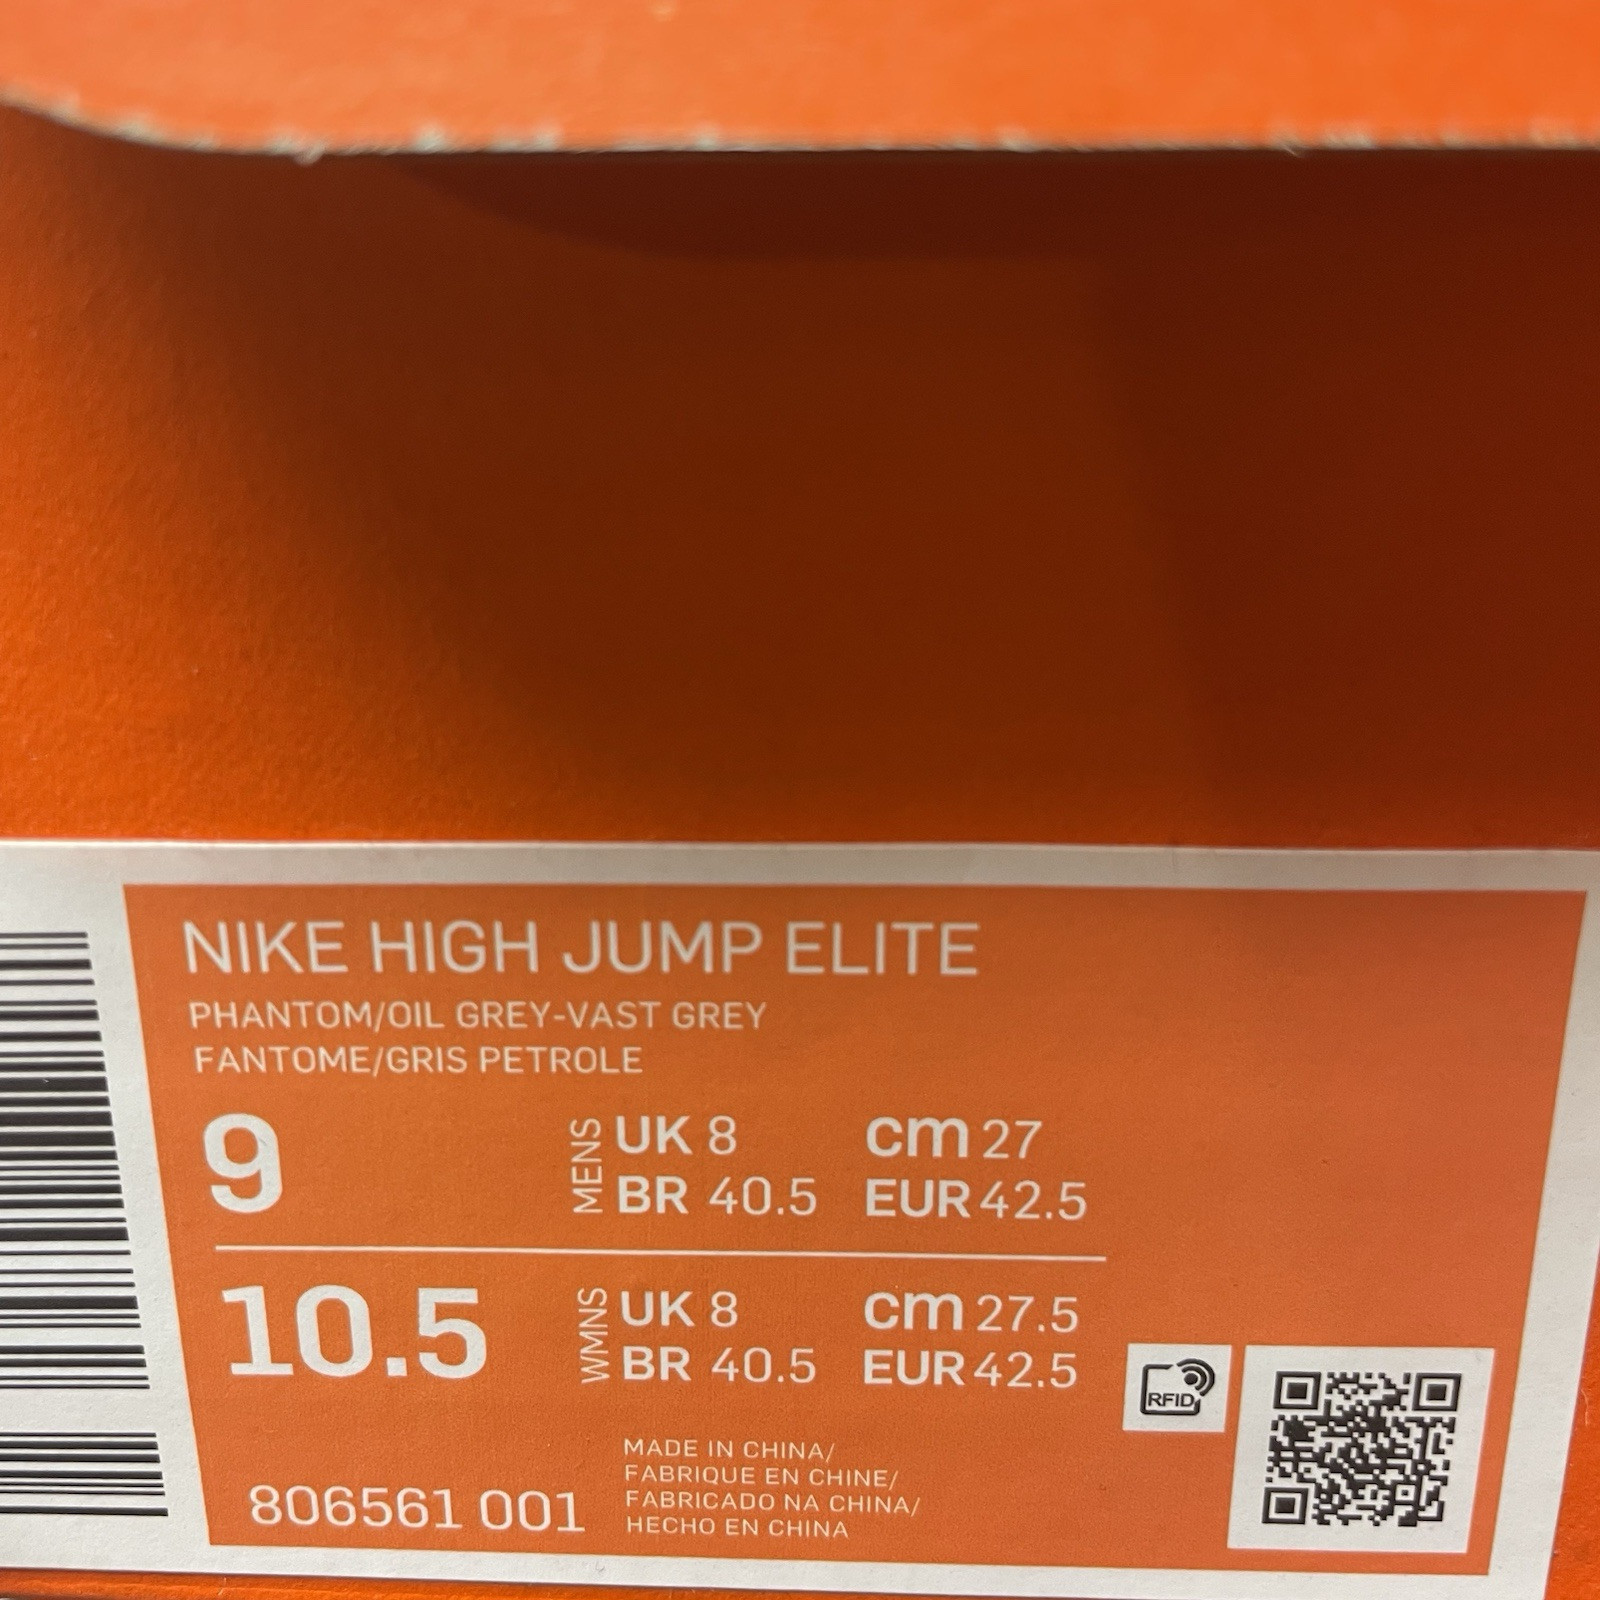 NIKE HIGH JUMP ELITE
PHANTOM/OIL GREY-VAST GREY
FANTOME/GRIS PETROLE
9
MENS
UK 8 cm 27
BR 40.5 EUR 42.5
10.5
WMNS
UK 8 cm 27.5
BR 40.5 EUR 42.5
RFID
806561 001
MADE IN CHINA/
FABRIQUE EN CHINE/
FABRICADO NA CHINA/
HECHO EN CHINA